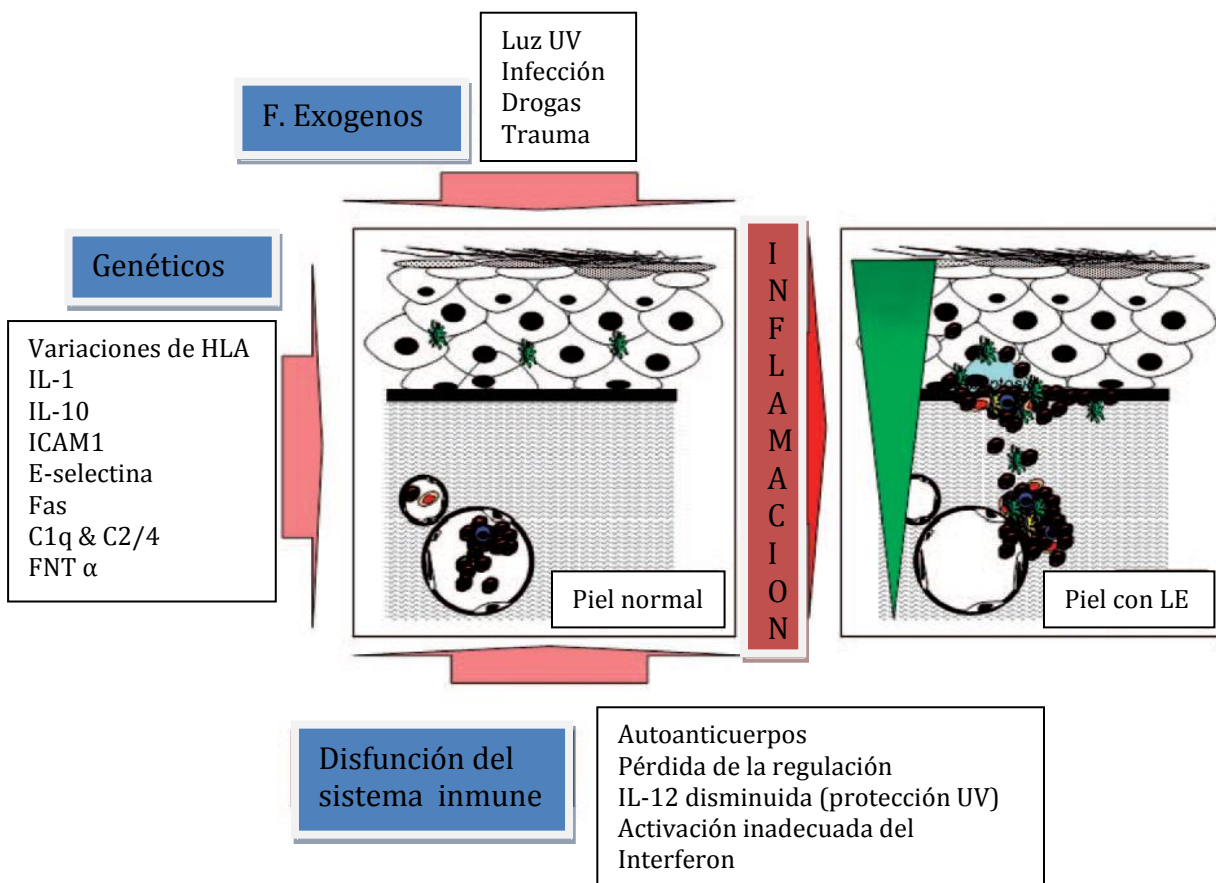 Luz UV
Infección
Drogas
Trauma
F. Exogenos
Genéticos
Variaciones de HLA
IL-1
IL-10
ICAM1
E-selectina
Fas
C1q & C2/4
FNT α
Piel normal
I
N
F
L
A
M
A
C
I
O
N
Piel con LE
Disfunción del
sistema inmune
Autoanticuerpos
Pérdida de la regulación
IL-12 disminuida (protección UV)
Activación inadecuada del
Interferon